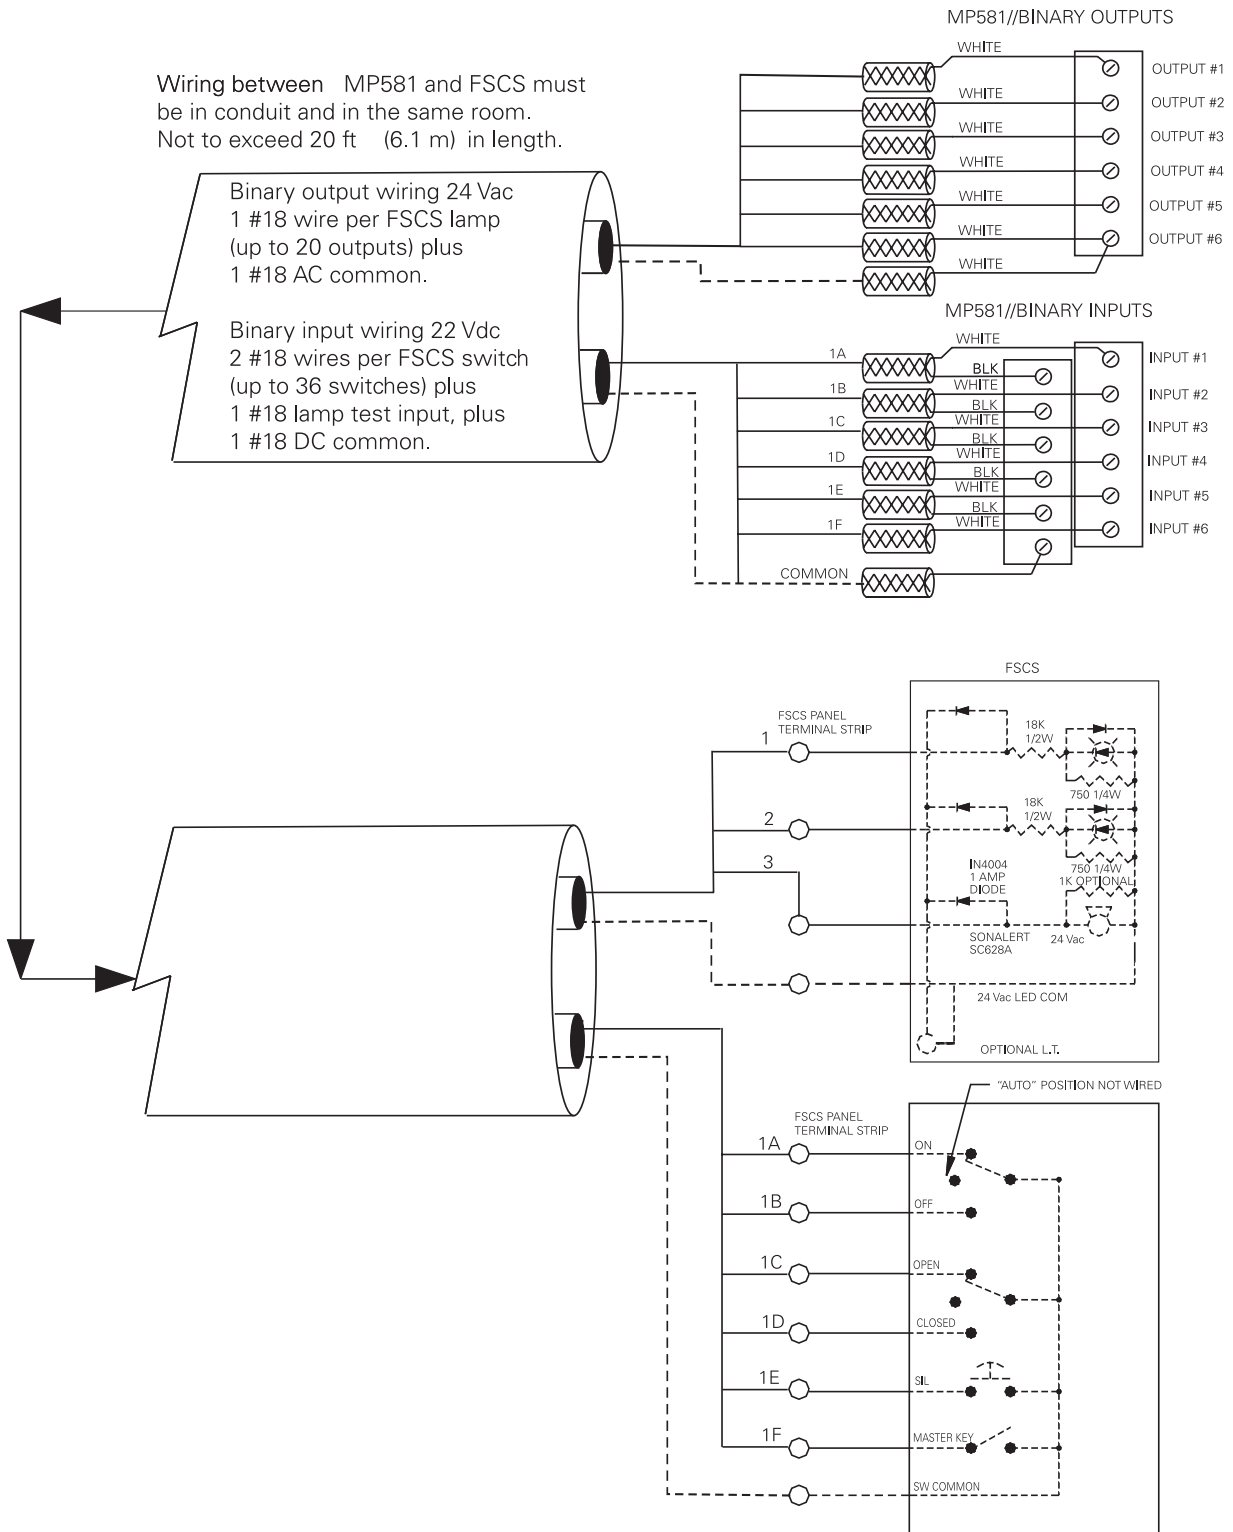 MP581//BINARY OUTPUTS
Wiring between MP581 and FSCS must
be in conduit and in the same room.
Not to exceed 20 ft (6.1 m) in length.
WHITE
OUTPUT #1
WHITE
OUTPUT #2
WHITE
OUTPUT #3
WHITE
OUTPUT #4
WHITE
OUTPUT #5
WHITE
OUTPUT #6
WHITE
Binary output wiring 24 Vac
1 #18 wire per FSCS lamp
(up to 20 outputs) plus
1 #18 AC common.
Binary input wiring 22 Vdc
2 #18 wires per FSCS switch
(up to 36 switches) plus
1 #18 lamp test input, plus
1 #18 DC common.
MP581//BINARY INPUTS
WHITE
1A
INPUT #1
BLK
WHITE
1B
INPUT #2
BLK
WHITE
1C
INPUT #3
BLK
WHITE
1D
INPUT #4
BLK
WHITE
1E
INPUT #5
BLK
WHITE
1F
INPUT #6
COMMON
FSCS
FSCS PANEL
TERMINAL STRIP
1
18K
1/2W
750 1/4W
2
18K
1/2W
3
750 1/4W
1K OPTIONAL
IN4004
1 AMP
DIODE
SONALERT
SC628A
24 Vac
24 Vac LED COM
OPTIONAL L.T.
"AUTO" POSITION NOT WIRED
FSCS PANEL
TERMINAL STRIP
1A
ON
1B
OFF
1C
OPEN
1D
CLOSED
1E
SIL
1F
MASTER KEY
SW COMMON